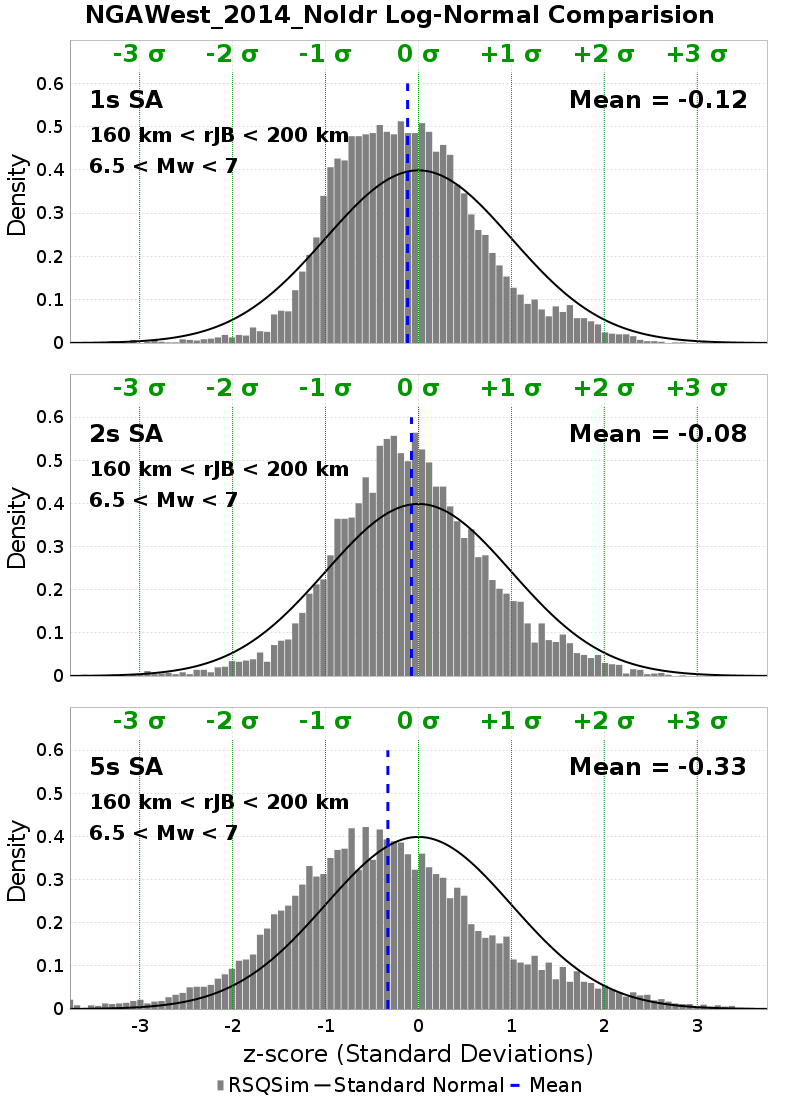 NGAWest_2014_NoIdr Log-Normal Comparision
-3 σ -2 σ -1 σ 0 σ +1 σ +2 σ +3 σ
0.6
1s SA Mean = -0.12
0.5
160 km < rJB < 200 km
6.5 < Mw < 7
0.4
0.3
0.2
0.1
0
Density
-3 σ -2 σ -1 σ 0 σ +1 σ +2 σ +3 σ
0.6
2s SA Mean = -0.08
0.5
160 km < rJB < 200 km
6.5 < Mw < 7
0.4
0.3
0.2
0.1
0
Density
-3 σ -2 σ -1 σ 0 σ +1 σ +2 σ +3 σ
0.6
5s SA Mean = -0.33
0.5
160 km < rJB < 200 km
6.5 < Mw < 7
0.4
0.3
0.2
0.1
0
Density
-3 -2 -1 0 1 2 3
z-score (Standard Deviations)
RSQSim Standard Normal Mean